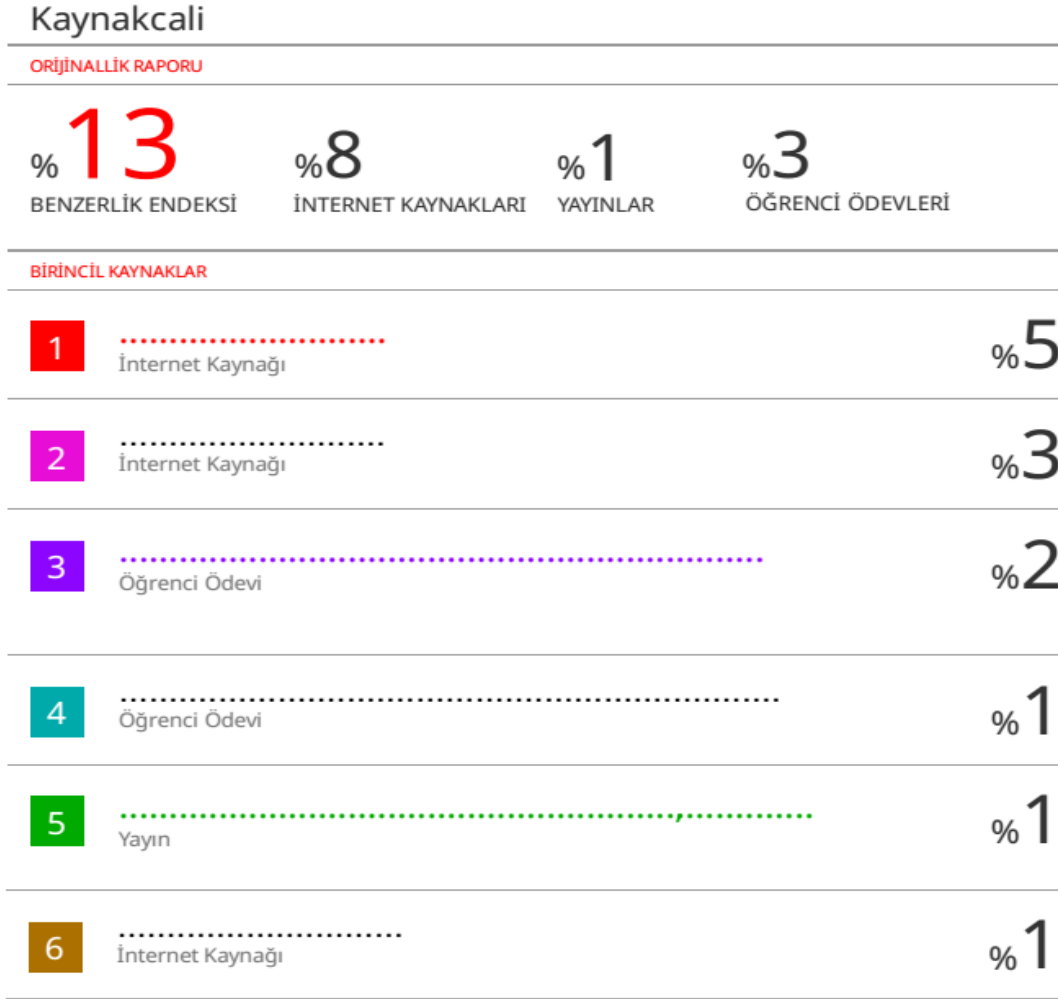 Kaynakcali
ORİJİNALLİK RAPORU
%13 %8 %1 %3
BENZERLİK ENDEKSİ İNTERNET KAYNAKLARI YAYINLAR ÖĞRENCİ ÖDEVLERİ
BİRİNCİL KAYNAKLAR
1 ........................... %5
İnternet Kaynağı
2 ........................... %3
İnternet Kaynağı
3 ................................................................. %2
Öğrenci Ödevi
4 ................................................................... %1
Öğrenci Ödevi
5 ........................................................,............. %1
Yayın
6 ............................. %1
İnternet Kaynağı